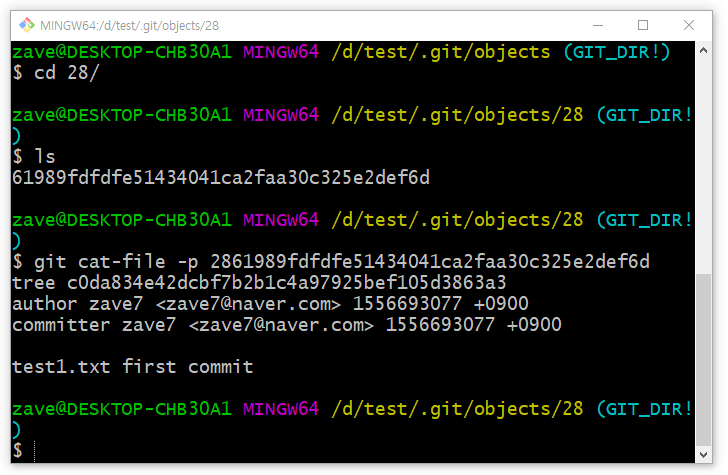 MINGW64:/d/test/.git/objects/28
zave@DESKTOP-CHB30A1 MINGW64 /d/test/.git/objects (GIT_DIR!)
$ cd 28/
zave@DESKTOP-CHB30A1 MINGW64 /d/test/.git/objects/28 (GIT_DIR!
)
$ ls
61989fdfdfe51434041ca2faa30c325e2def6d
zave@DESKTOP-CHB30A1 MINGW64 /d/test/.git/objects/28 (GIT_DIR!
)
$ git cat-file -p 2861989fdfdfe51434041ca2faa30c325e2def6d
tree c0da834e42dcbf7b2b1c4a97925bef105d3863a3
author zave7 <zave7@naver.com> 1556693077 +0900
committer zave7 <zave7@naver.com> 1556693077 +0900
test1.txt first commit
zave@DESKTOP-CHB30A1 MINGW64 /d/test/.git/objects/28 (GIT_DIR!
)
$